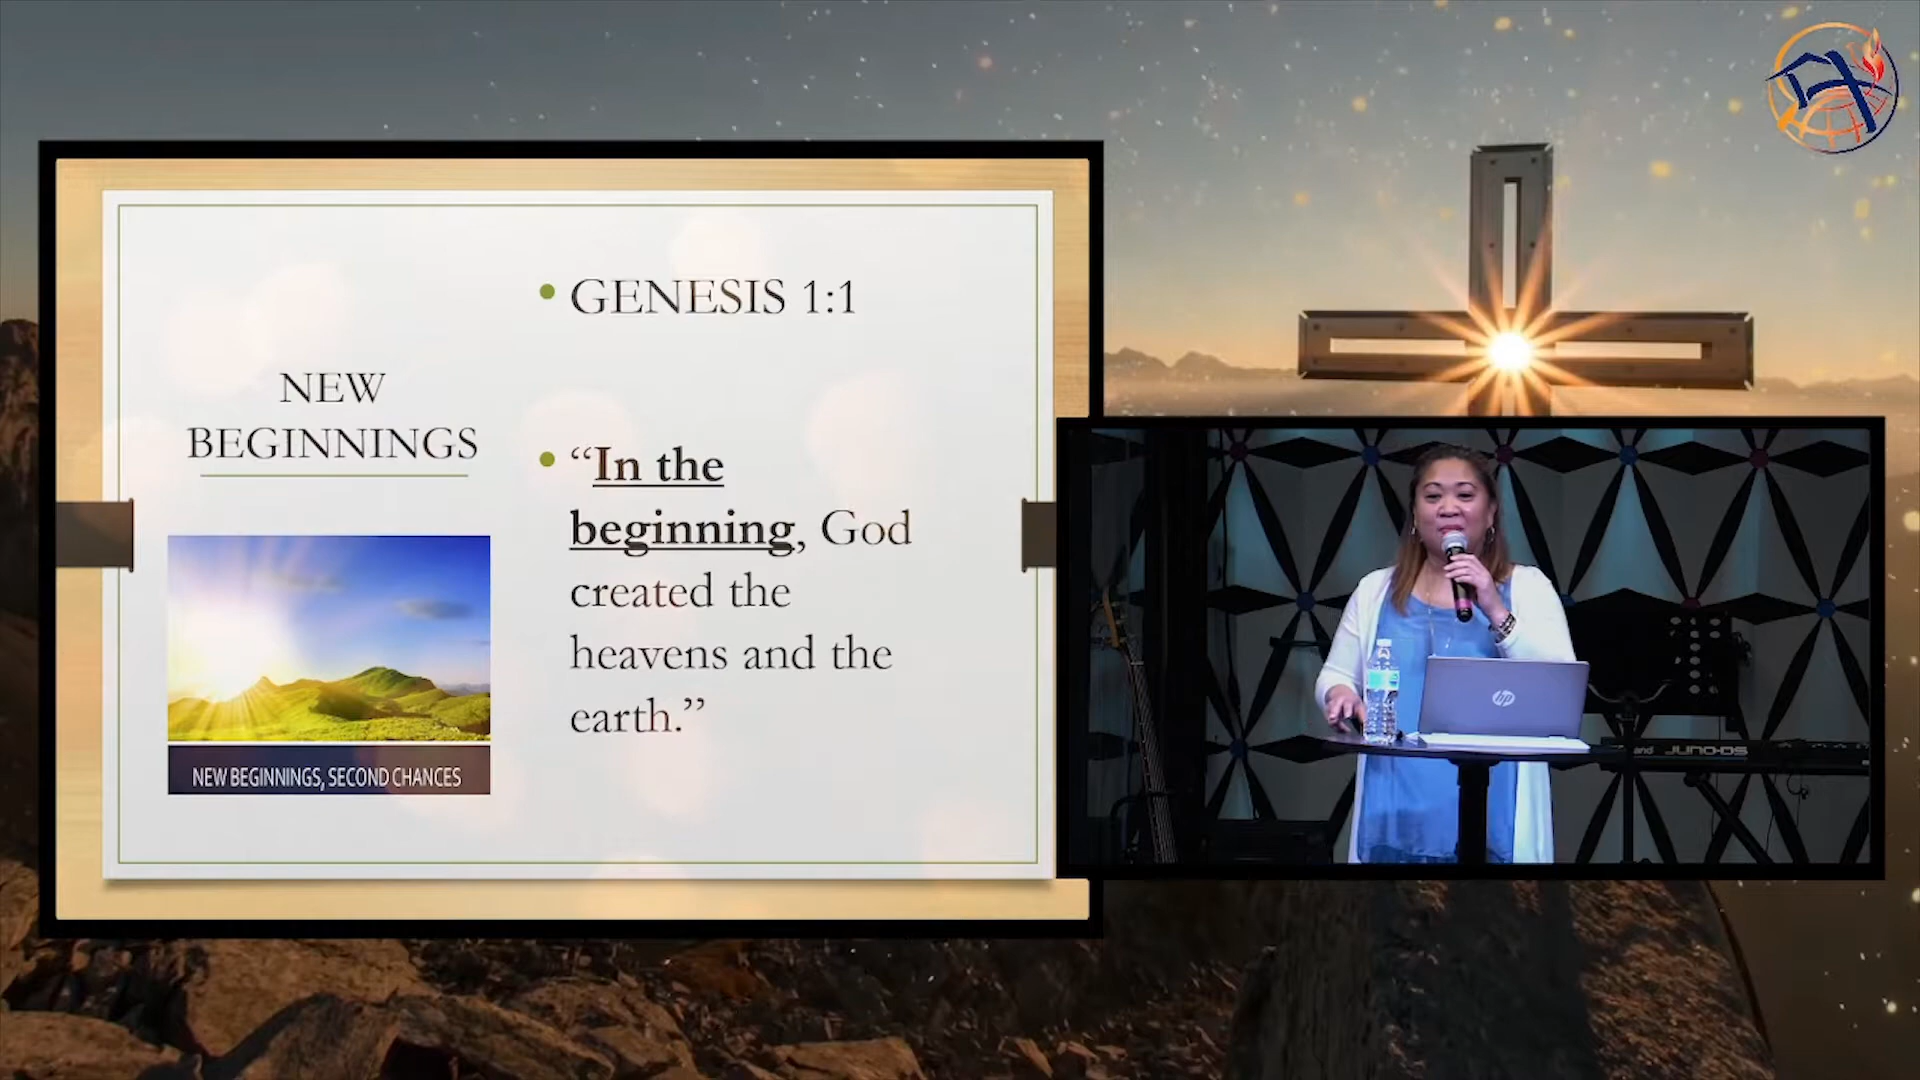 NEW
BEGINNINGS
NEW BEGINNINGS, SECOND CHANCES
• GENESIS 1:1
• “In the
beginning, God
created the
heavens and the
earth.”
hp
JUNO-DS